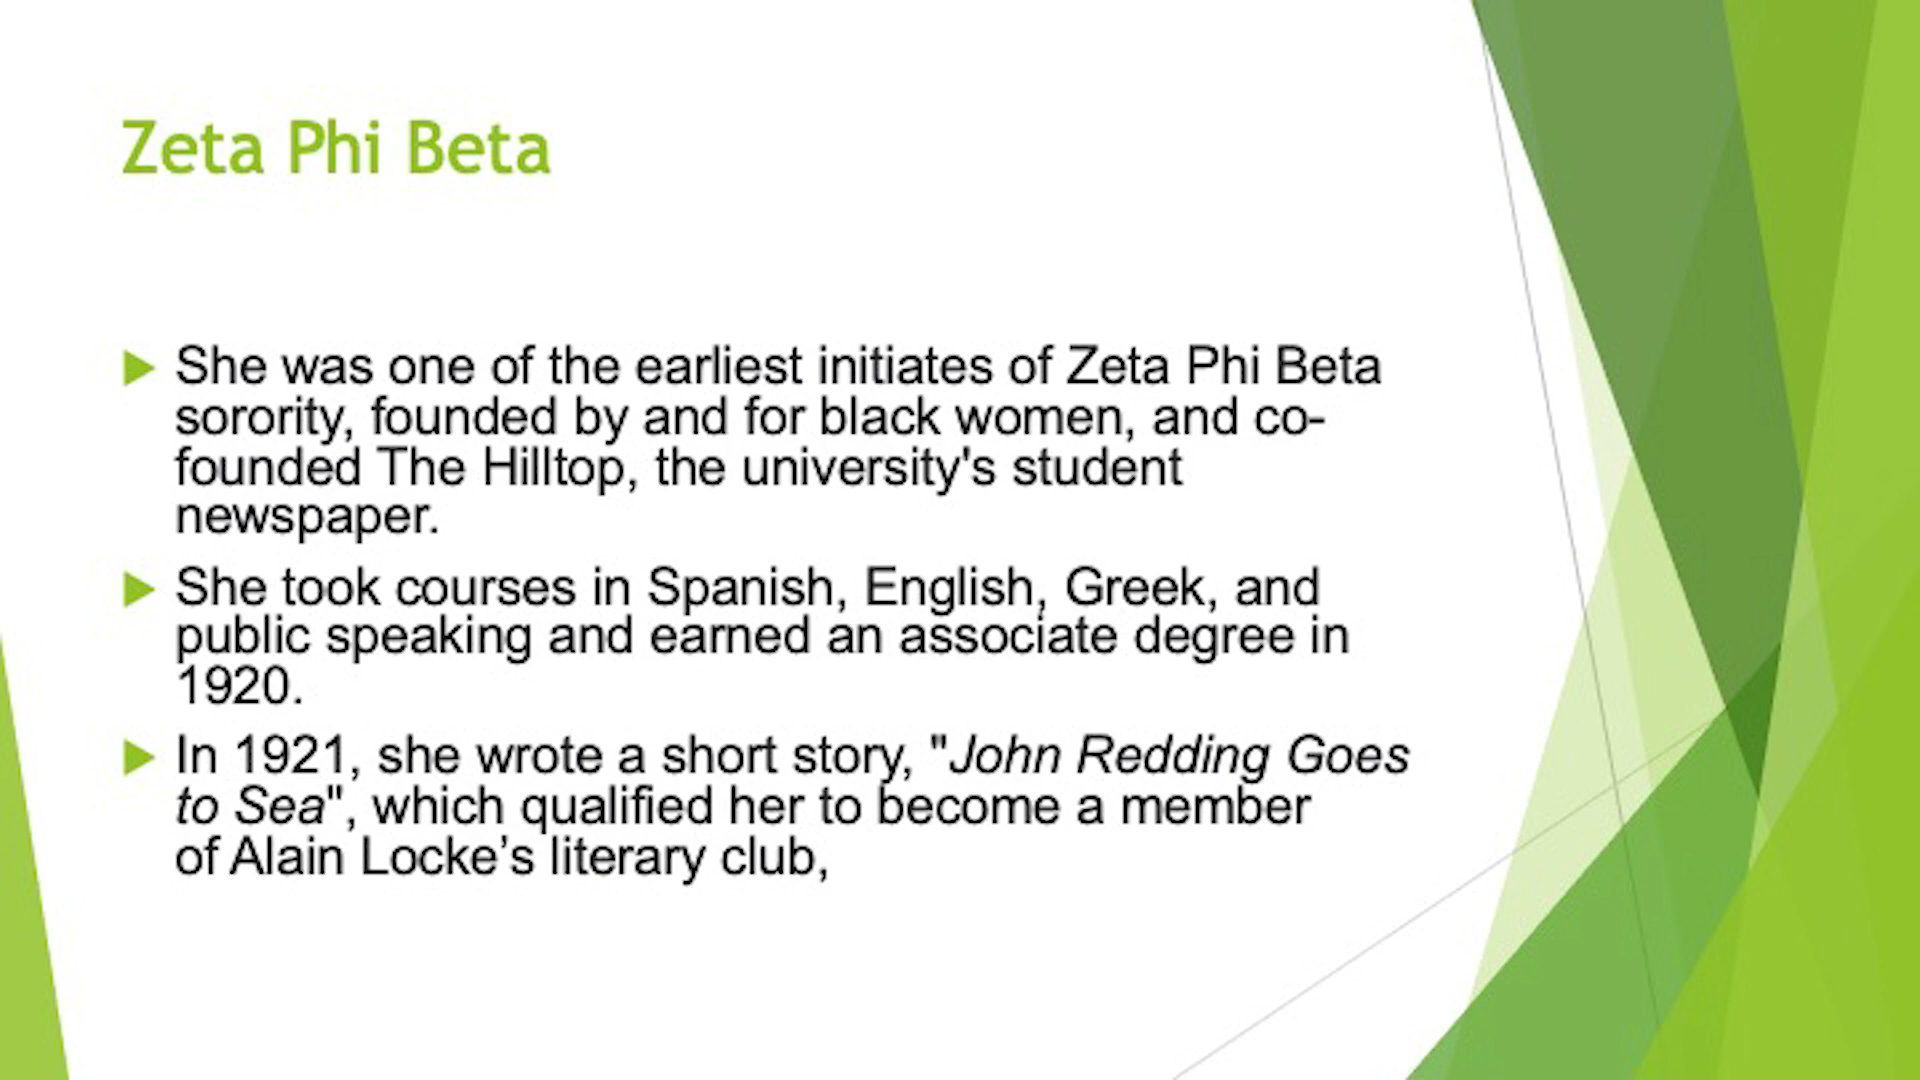 Zeta Phi Beta
She was one of the earliest initiates of Zeta Phi Beta
sorority, founded by and for black women, and co-
founded The Hilltop, the university's student
newspaper.
She took courses in Spanish, English, Greek, and
public speaking and earned an associate degree in
1920.
In 1921, she wrote a short story, "John Redding Goes
to Sea", which qualified her to become a member
of Alain Locke’s literary club,